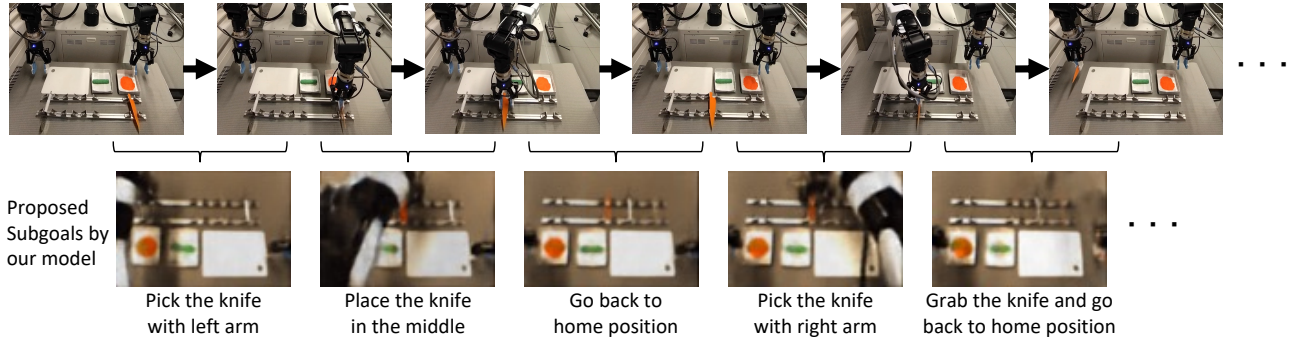 . . .
Proposed
Subgoals by
our model
. . .
Pick the knife
with left arm
Place the knife
in the middle
Go back to
home position
Pick the knife
with right arm
Grab the knife and go
back to home position